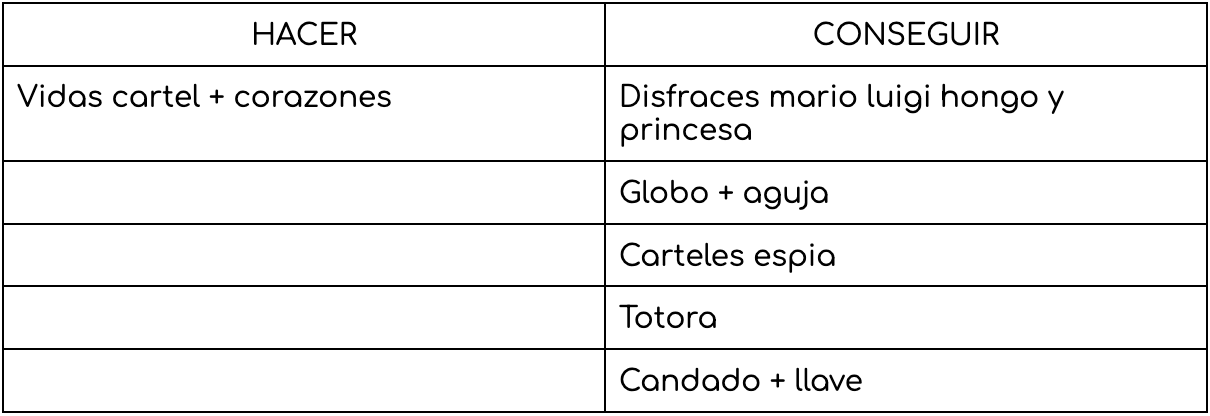 HACER
CONSEGUIR
Vidas cartel + corazones
Disfraces mario luigi hongo y
princesa
Globo + aguja
Carteles espia
Totora
Candado + llave